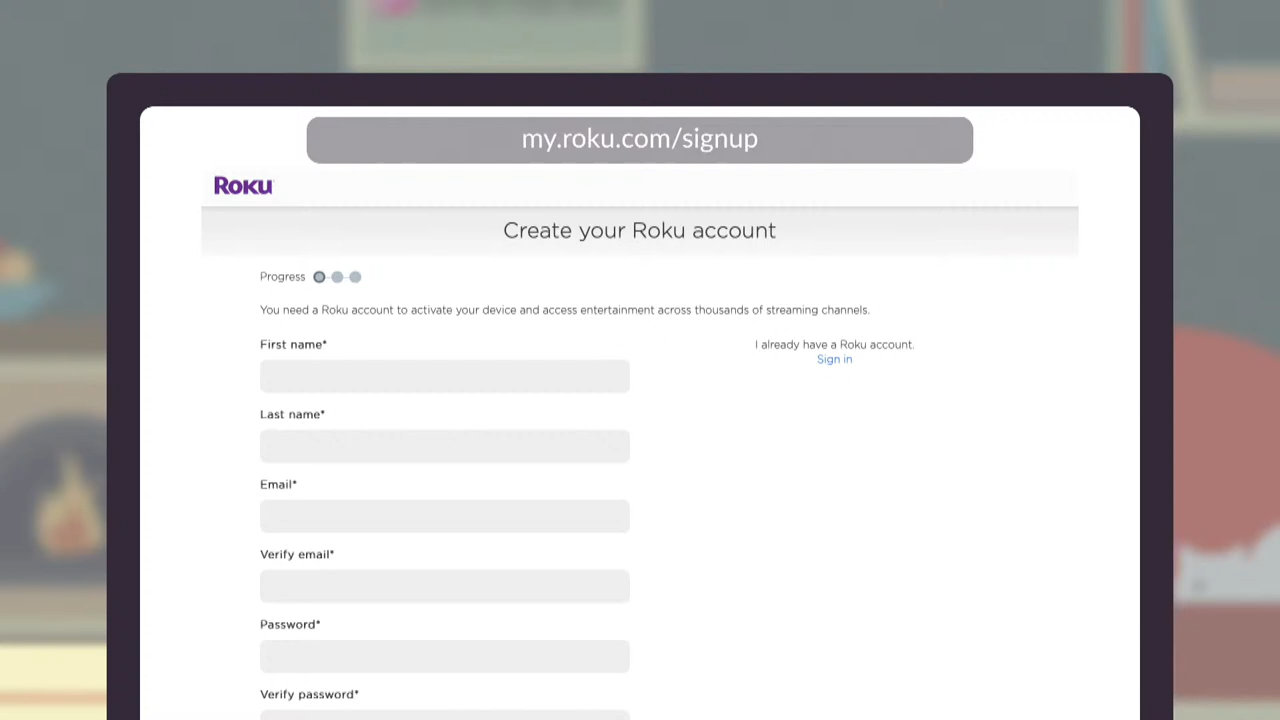 my.roku.com/signup
Roku
Create your Roku account
Progress
You need a Roku account to activate your device and access entertainment across thousands of streaming channels.
First name*
I already have a Roku account.
Sign in
Last name*
Email*
Verify email*
Password*
Verify password*